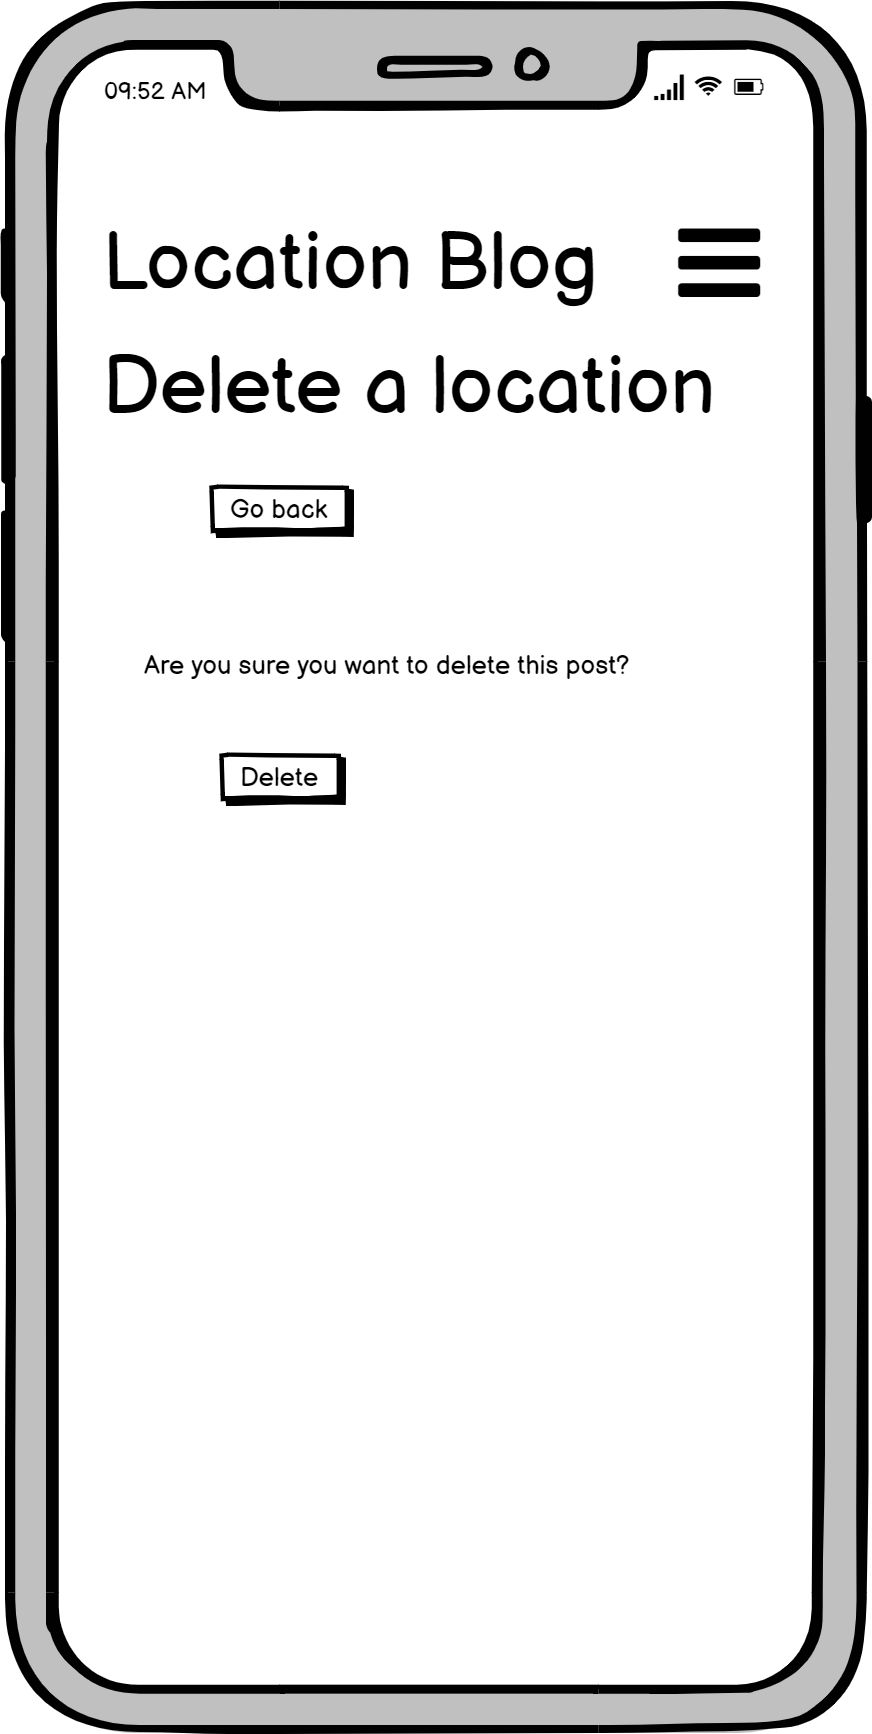 09:52 AM
Location Blog
Delete a location
Go back
Are you sure you want to delete this post?
Delete